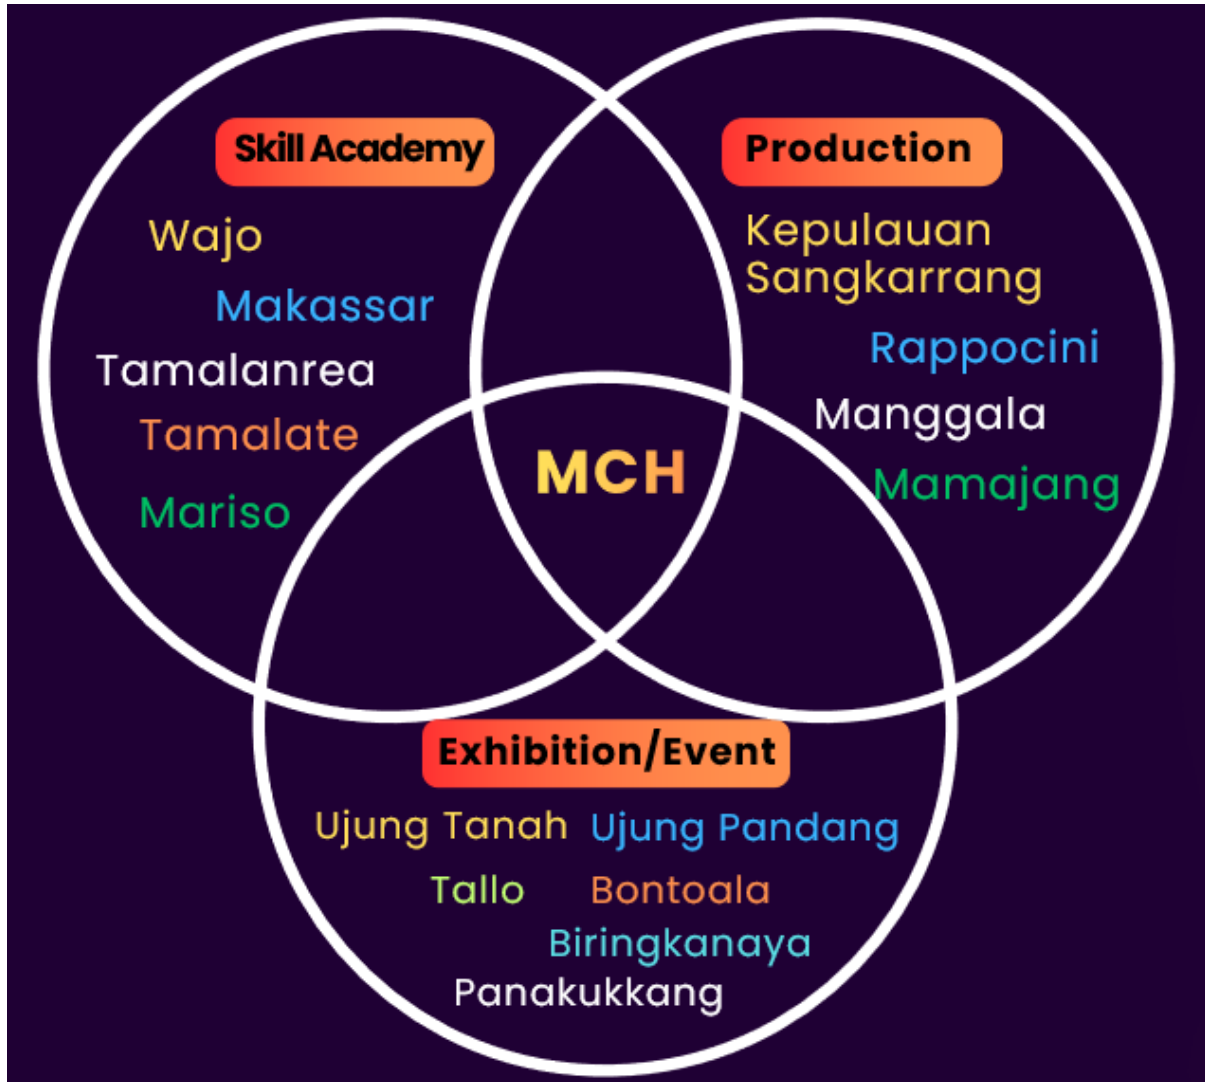 Skill Academy
Wajo
Makassar
Tamalanrea
Tamalate
Mariso
Production
Kepulauan
Sangkarrang
Rappocini
Manggala
Mamajang
MCH
Exhibition/Event
Ujung Tanah Ujung Pandang
Tallo Bontoala
Biringkanaya
Panakukkang